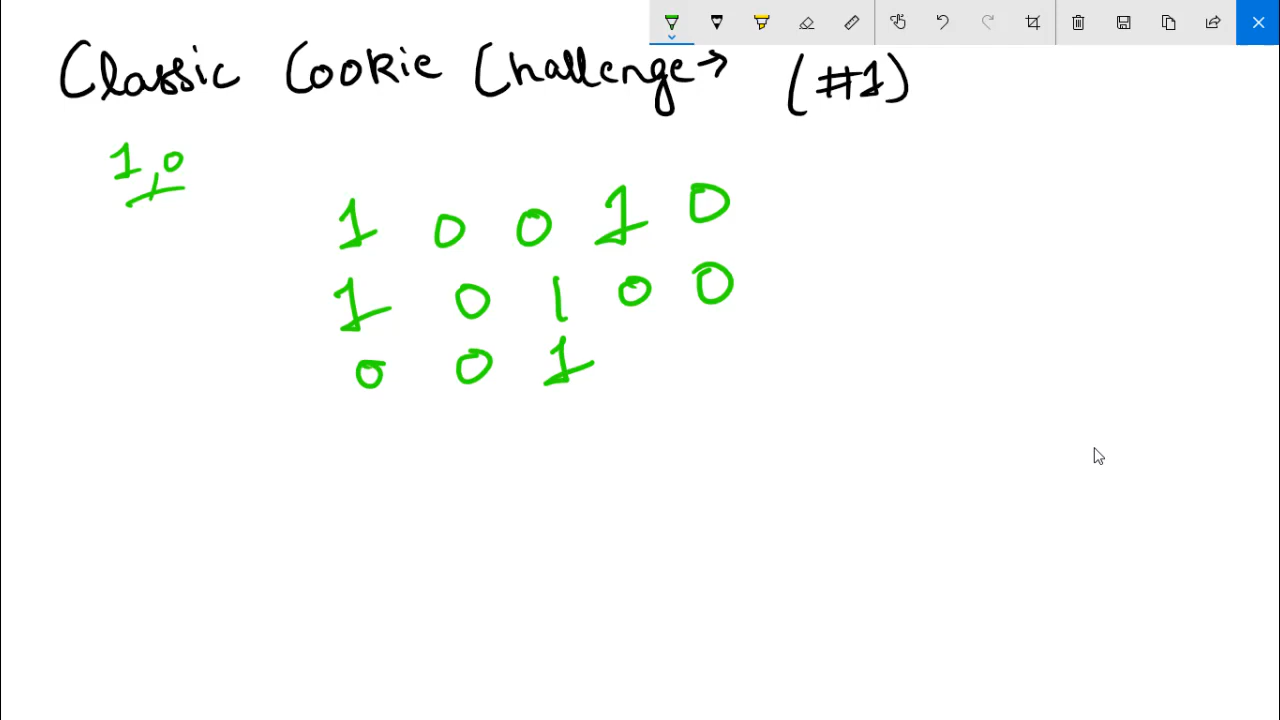 Classic Cookie Challenge → (#1)
1,0
1 0 0 1 0
1 0 1 0 0
0 0 1